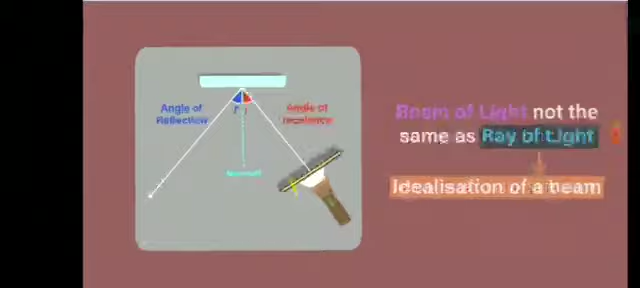 Angle of
Reflection
r i
Angle of
Incidence
Normal
Beam of Light not the
same as Ray of Light
Idealisation of a beam